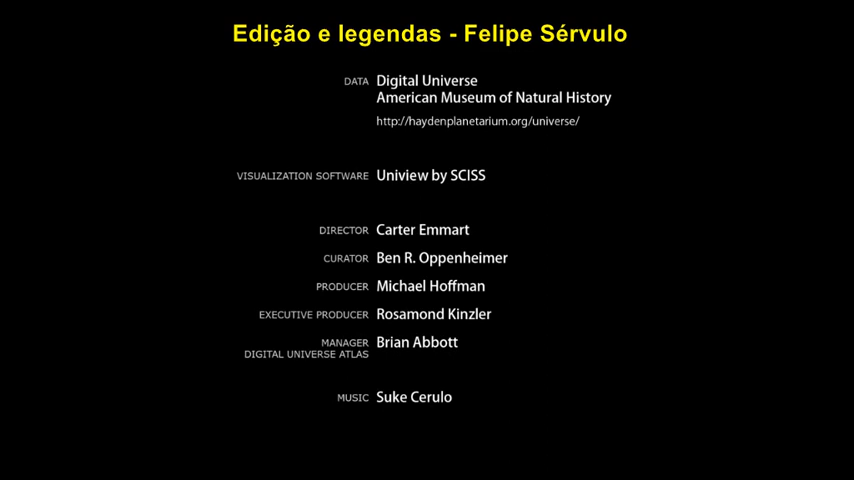 Edição e legendas - Felipe Sérvulo
DATA Digital Universe
American Museum of Natural History
http://haydenplanetarium.org/universe/
VISUALIZATION SOFTWARE Uniview by SCISS
DIRECTOR Carter Emmart
CURATOR Ben R. Oppenheimer
PRODUCER Michael Hoffman
EXECUTIVE PRODUCER Rosamond Kinzler
MANAGER Brian Abbott
DIGITAL UNIVERSE ATLAS
MUSIC Suke Cerulo